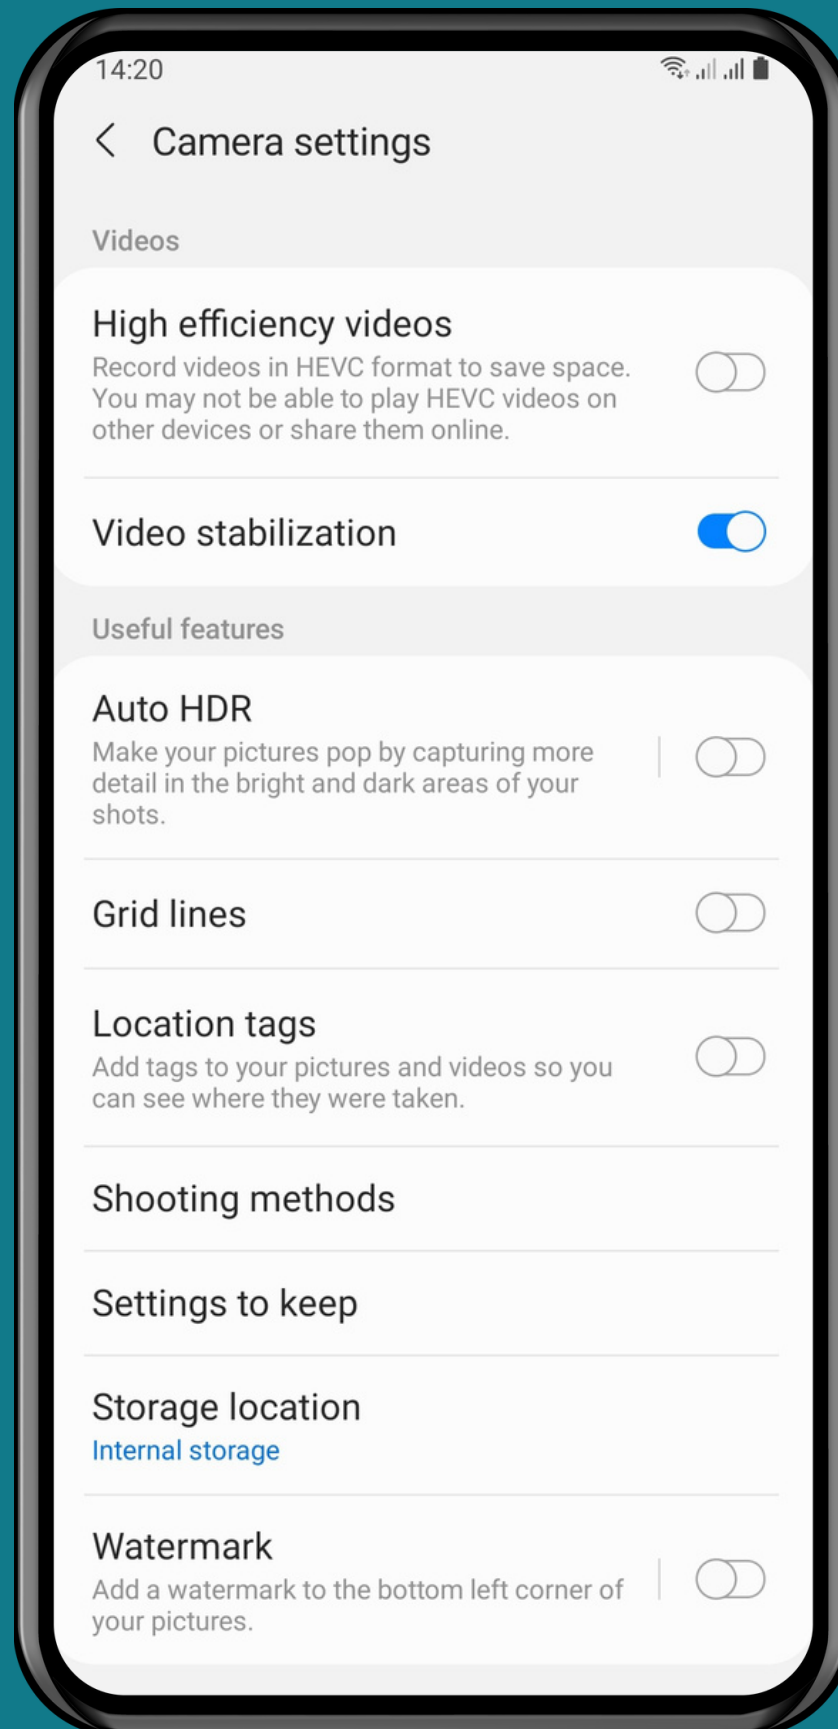 14:20
Camera settings
Videos
High efficiency videos
Record videos in HEVC format to save space.
You may not be able to play HEVC videos on
other devices or share them online.
Video stabilization
Useful features
Auto HDR
Make your pictures pop by capturing more
detail in the bright and dark areas of your
shots.
Grid lines
Location tags
Add tags to your pictures and videos so you
can see where they were taken.
Shooting methods
Settings to keep
Storage location
Internal storage
Watermark
Add a watermark to the bottom left corner of
your pictures.